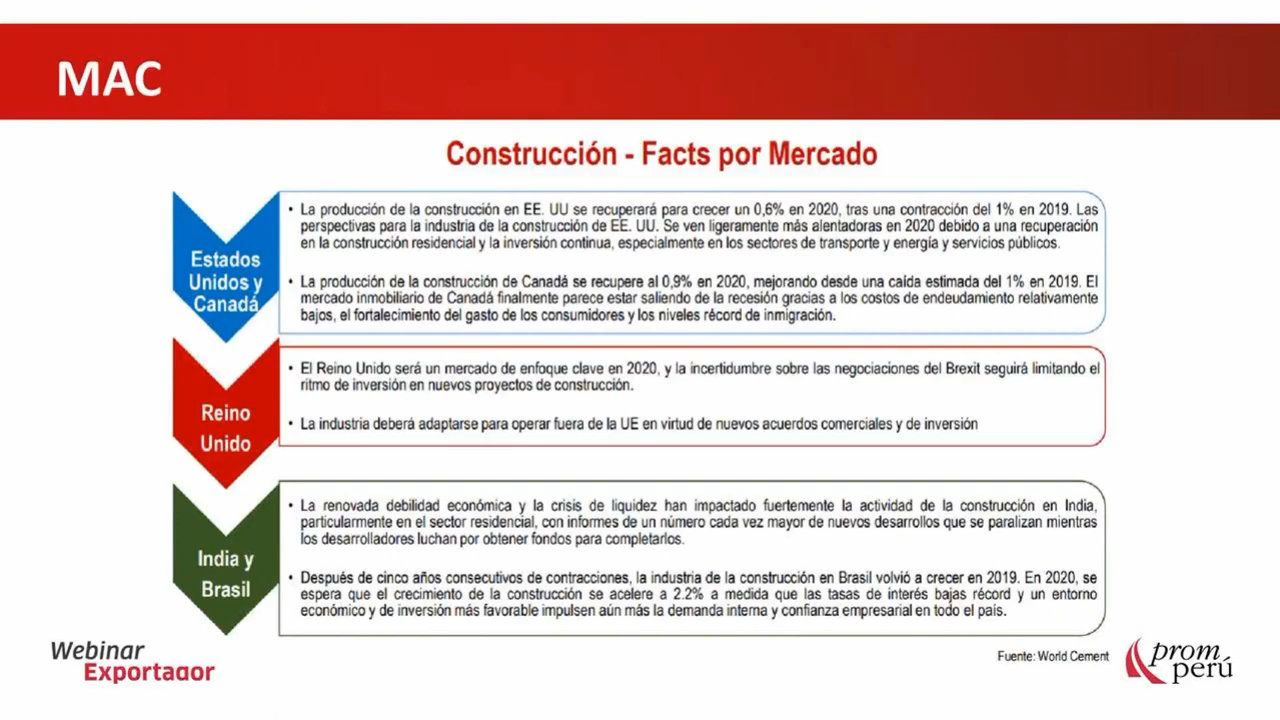 MAC
Construcción - Facts por Mercado
Estados
Unidos y
Canadá
• La producción de la construcción en EE. UU se recuperará para crecer un 0,6% en 2020, tras una contracción del 1% en 2019. Las
perspectivas para la industria de la construcción de EE. UU. Se ven ligeramente más alentadoras en 2020 debido a una recuperación
en la construcción residencial y la inversión continua, especialmente en los sectores de transporte y energía y servicios públicos.
• La producción de la construcción de Canadá se recupere al 0,9% en 2020, mejorando desde una caída estimada del 1% en 2019. El
mercado inmobiliario de Canadá finalmente parece estar saliendo de la recesión gracias a los costos de endeudamiento relativamente
bajos, el fortalecimiento del gasto de los consumidores y los niveles récord de inmigración.
Reino
Unido
• El Reino Unido será un mercado de enfoque clave en 2020, y la incertidumbre sobre las negociaciones del Brexit seguirá limitando el
ritmo de inversión en nuevos proyectos de construcción.
• La industria deberá adaptarse para operar fuera de la UE en virtud de nuevos acuerdos comerciales y de inversión
India y
Brasil
• La renovada debilidad económica y la crisis de liquidez han impactado fuertemente la actividad de la construcción en India,
particularmente en el sector residencial, con informes de un número cada vez mayor de nuevos desarrollos que se paralizan mientras
los desarrolladores luchan por obtener fondos para completarlos.
• Después de cinco años consecutivos de contracciones, la industria de la construcción en Brasil volvió a crecer en 2019. En 2020, se
espera que el crecimiento de la construcción se acelere a 2.2% a medida que las tasas de interés bajas récord y un entorno
económico y de inversión más favorable impulsen aún más la demanda interna y confianza empresarial en todo el país.
Webinar
Exportador
Fuente: World Cement
prom
perú